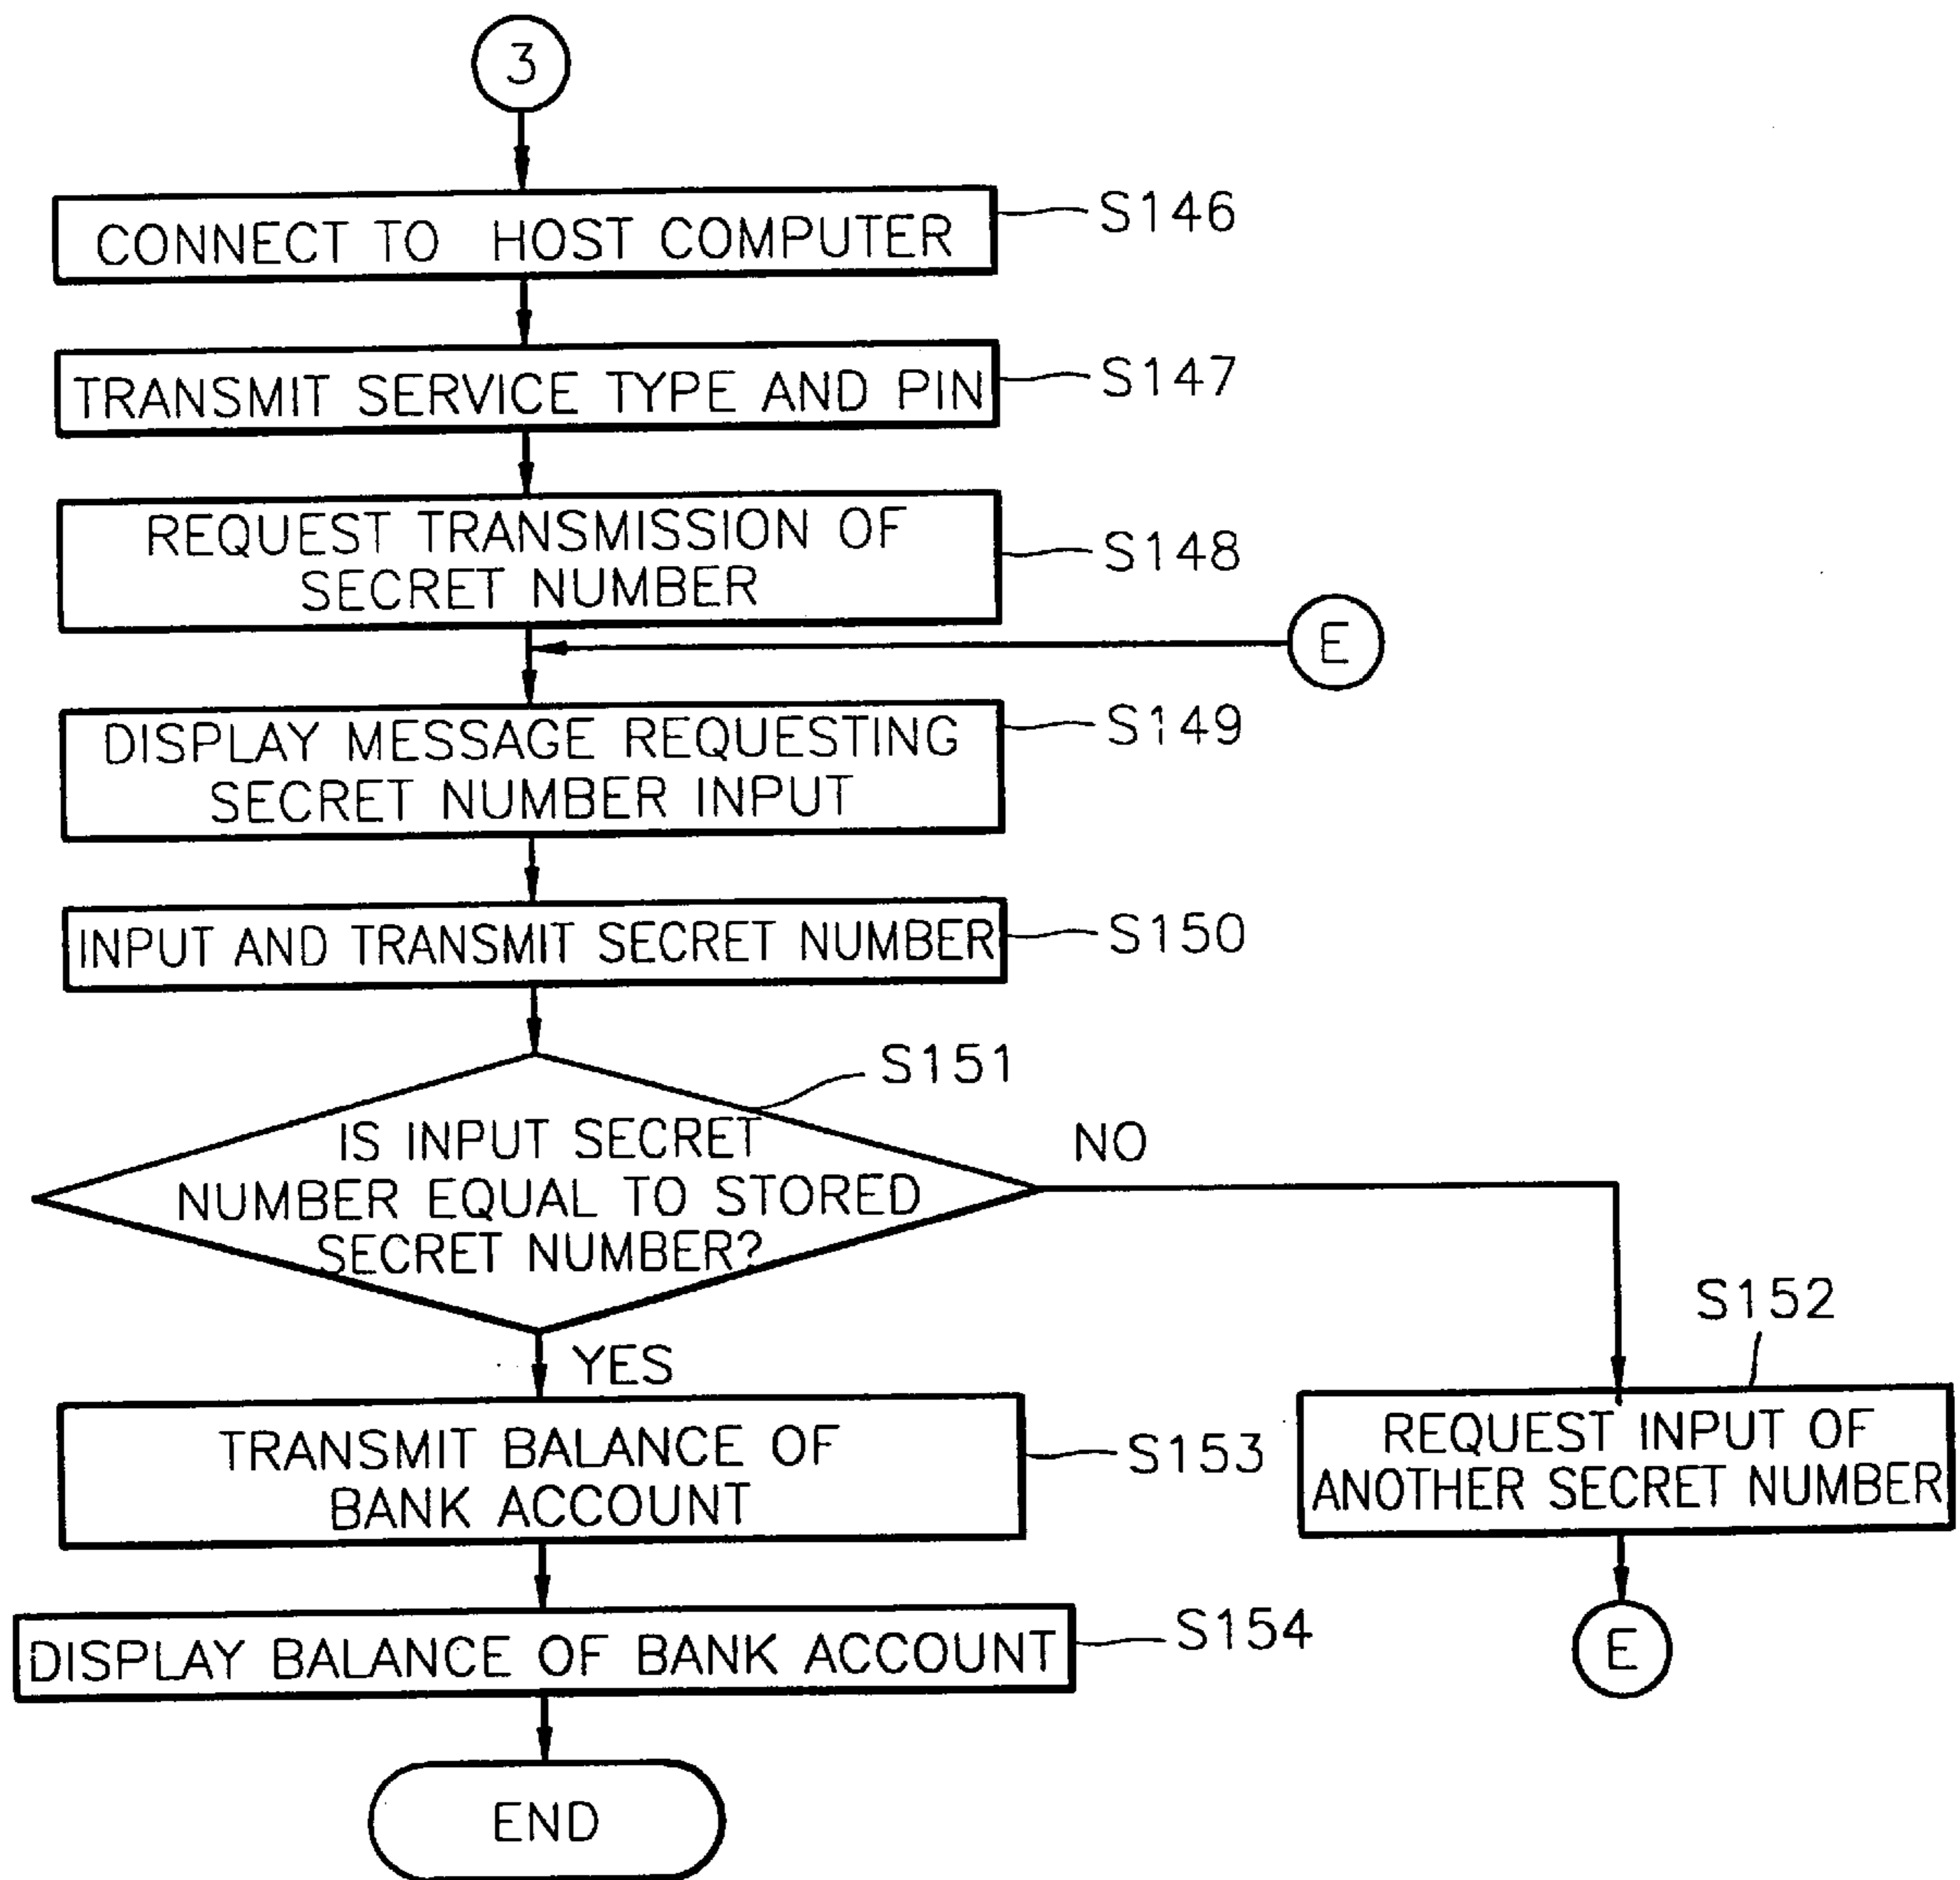 3
CONNECT TO HOST COMPUTER
S146
TRANSMIT SERVICE TYPE AND PIN
S147
REQUEST TRANSMISSION OF
SECRET NUMBER
S148
E
DISPLAY MESSAGE REQUESTING
SECRET NUMBER INPUT
S149
INPUT AND TRANSMIT SECRET NUMBER
S150
S151
IS INPUT SECRET
NUMBER EQUAL TO STORED
SECRET NUMBER?
NO
YES
S152
REQUEST INPUT OF
ANOTHER SECRET NUMBER
TRANSMIT BALANCE OF
BANK ACCOUNT
S153
DISPLAY BALANCE OF BANK ACCOUNT
S154
E
END